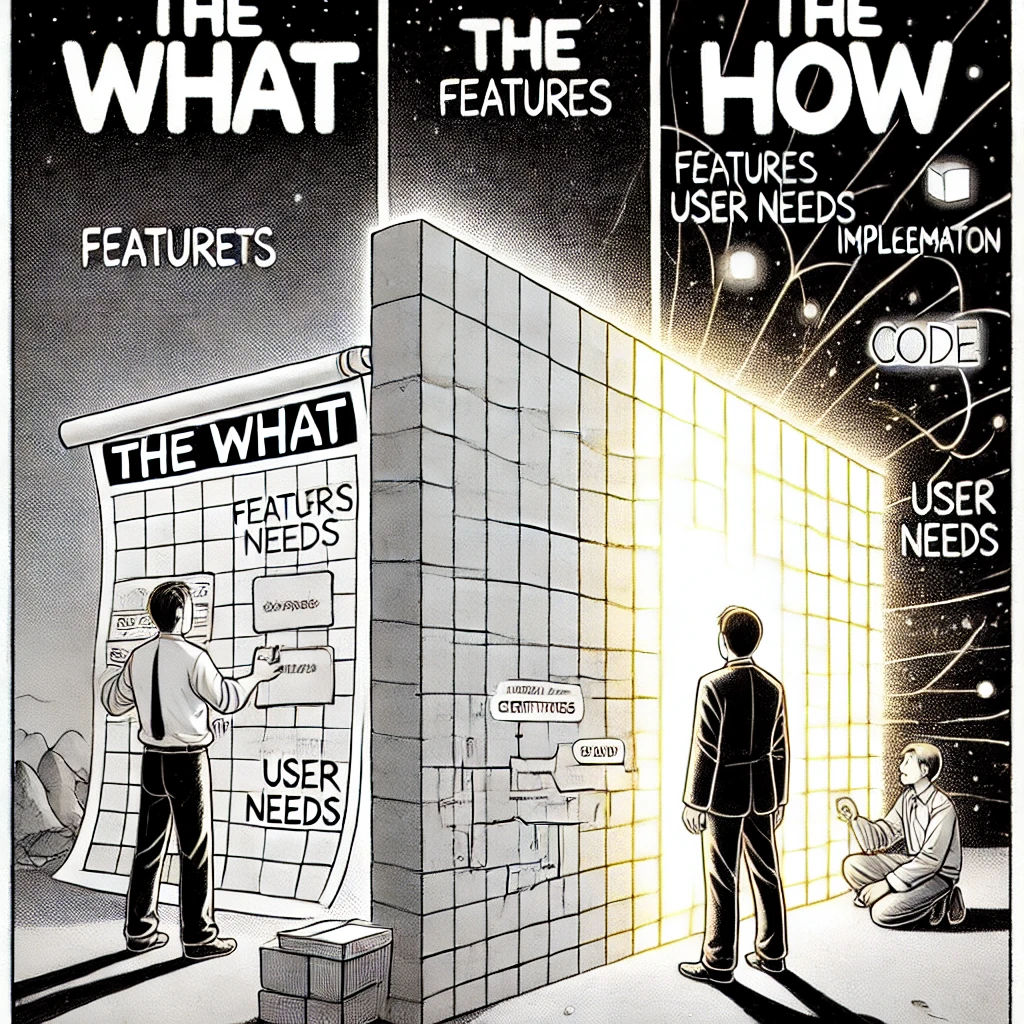 THE
WHAT
THE
FEATURES
THE
HOW
FEATURES
USER NEEDS
IMPLEEMATON
FEATURETS
CODE
THE WHAT
FEATURS
NEEDS
USER
NEEDS
USER
NEEDS